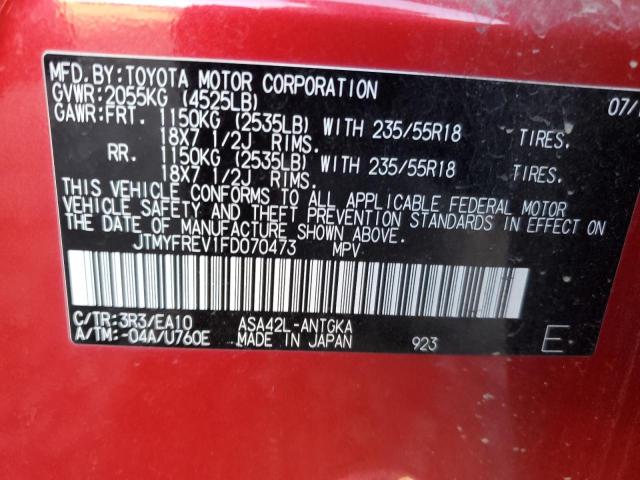 MFD.BY:TOYOTA MOTOR CORPORATION 07/
GVWR:2055KG (4525LB)
GAWR:FRT. 1150KG (2535LB) WITH 235/55R18 TIRES.
18X7 1/2J RIMS.
RR. 1150KG (2535LB) WITH 235/55R18 TIRES.
18X7 1/2J RIMS.
THIS VEHICLE CONFORMS TO ALL APPLICABLE FEDERAL MOTOR
VEHICLE SAFETY AND THEFT PREVENTION STANDARDS IN EFFECT ON
THE DATE OF MANUFACTURE SHOWN ABOVE.
JTMYFREV1FD070473 MPV
C/TR:3R3/EA10 ASA42L-ANTGKA
A/TM:-04A/U760E MADE IN JAPAN 923 E